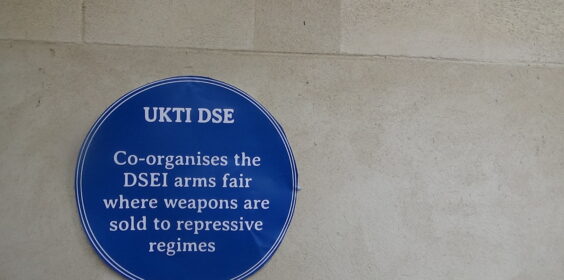 UKTI DSE
Co-organises the
DSEI arms fair
where weapons are
sold to repressive
regimes